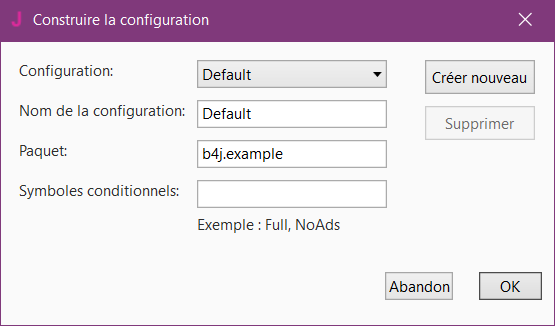 J Construire la configuration
Configuration: Default Créer nouveau
Nom de la configuration: Default
Supprimer
Paquet: b4j.example
Symboles conditionnels:
Exemple : Full, NoAds
Abandon OK